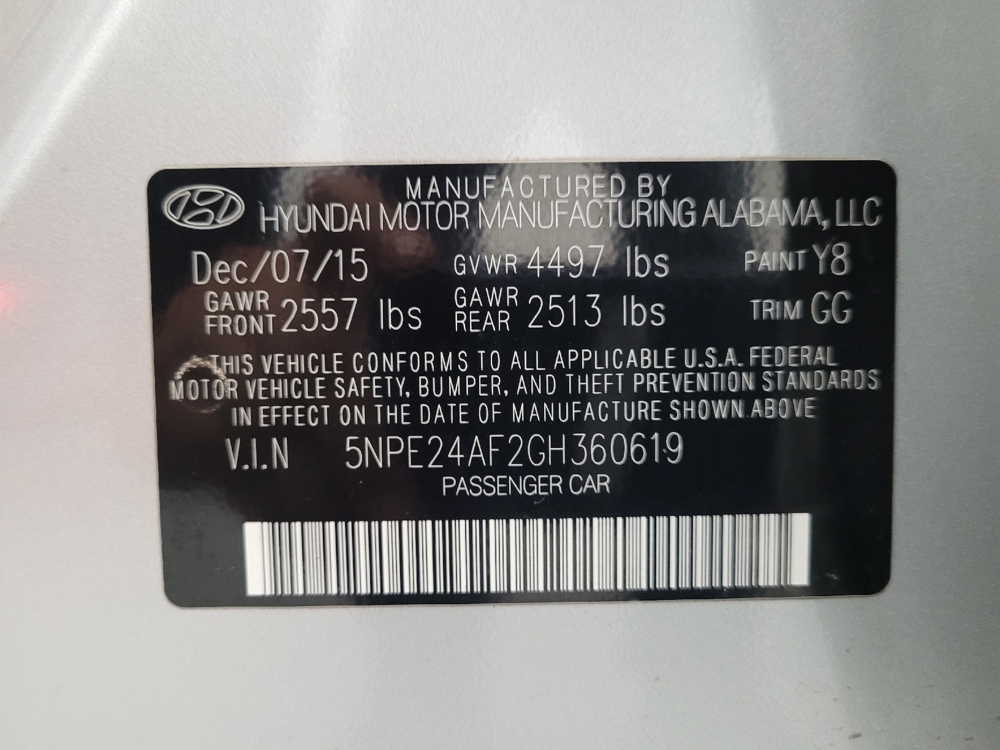 MANUFACTURED BY
HYUNDAI MOTOR MANUFACTURING ALABAMA, LLC
Dec/07/15 GVWR 4497 lbs PAINT Y8
GAWR FRONT 2557 lbs GAWR REAR 2513 lbs TRIM GG
THIS VEHICLE CONFORMS TO ALL APPLICABLE U.S.A. FEDERAL
MOTOR VEHICLE SAFETY, BUMPER, AND THEFT PREVENTION STANDARDS
IN EFFECT ON THE DATE OF MANUFACTURE SHOWN ABOVE
V.I.N 5NPE24AF2GH360619
PASSENGER CAR